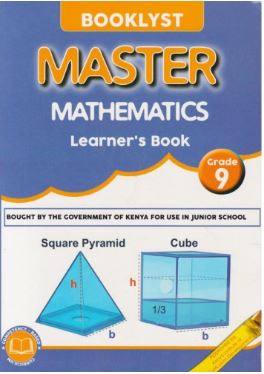 BOOKLYST
MASTER
MATHEMATICS
Learner's Book
Grade
9
BOUGHT BY THE GOVERNMENT OF KENYA FOR USE IN JUNIOR SCHOOL
Square Pyramid
Cube
h
h
1/3
b
b